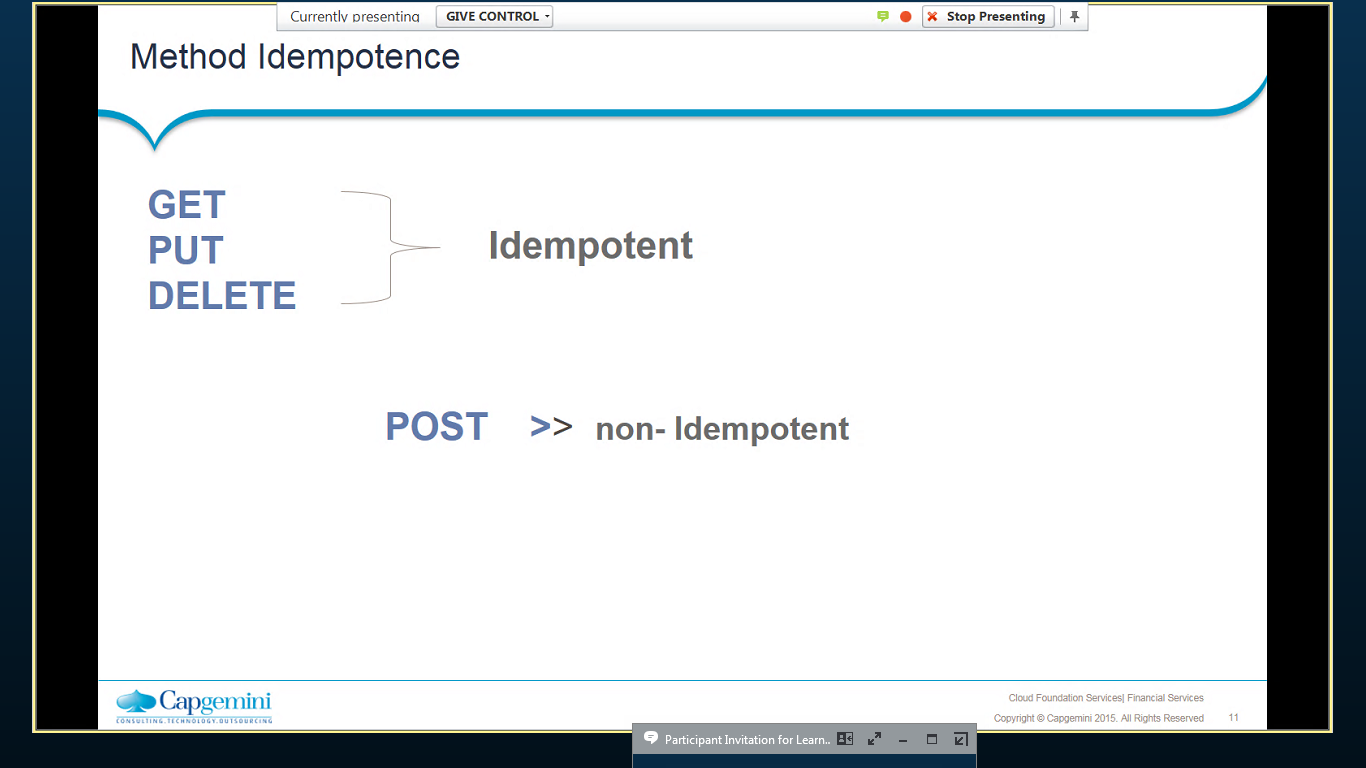 Currently presenting GIVE CONTROL Stop Presenting
Method Idempotence
GET
PUT
DELETE
Idempotent
POST >> non- Idempotent
Capgemini
CONSULTING.TECHNOLOGY.OUTSOURCING
Cloud Foundation Services| Financial Services
Copyright © Capgemini 2015. All Rights Reserved 11
Participant Invitation for Learn..